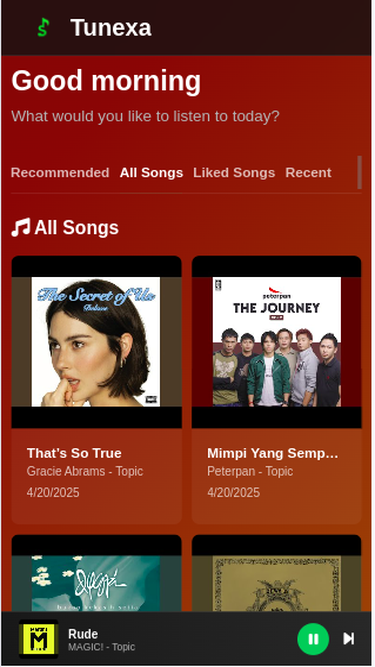 Tunexa
Good morning
What would you like to listen to today?
Recommended All Songs Liked Songs Recent
All Songs
The Secret of Us
Deluxe
peterpan
THE JOURNEY
That's So True
Gracie Abrams - Topic
4/20/2025
Mimpi Yang Semp...
Peterpan - Topic
4/20/2025
Rude
MAGIC! - Topic